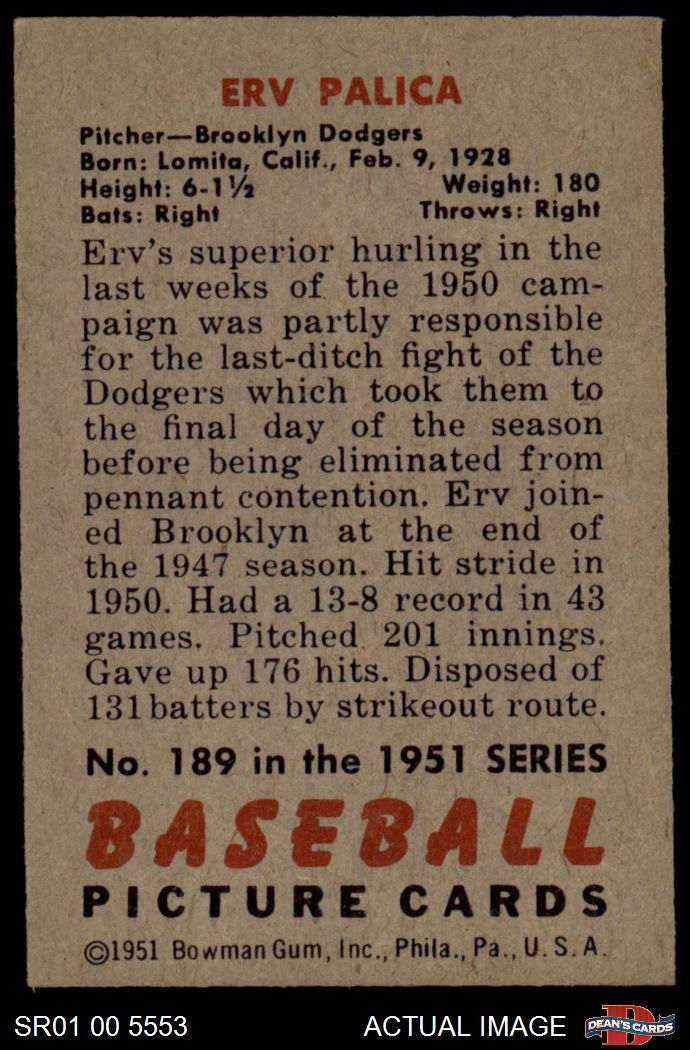 ERV PALICA
Pitcher—Brooklyn Dodgers
Born: Lomita, Calif., Feb. 9, 1928
Height: 6-1½ Weight: 180
Bats: Right Throws: Right
Erv's superior hurling in the
last weeks of the 1950 cam-
paign was partly responsible
for the last-ditch fight of the
Dodgers which took them to
the final day of the season
before being eliminated from
pennant contention. Erv join-
ed Brooklyn at the end of
the 1947 season. Hit stride in
1950. Had a 13-8 record in 43
games. Pitched 201 innings.
Gave up 176 hits. Disposed of
131 batters by strikeout route.
No. 189 in the 1951 SERIES
BASEBALL
PICTURE CARDS
©1951 Bowman Gum, Inc., Phila., Pa., U. S. A.
SR01 00 5553 ACTUAL IMAGE D DEAN'S CARDS